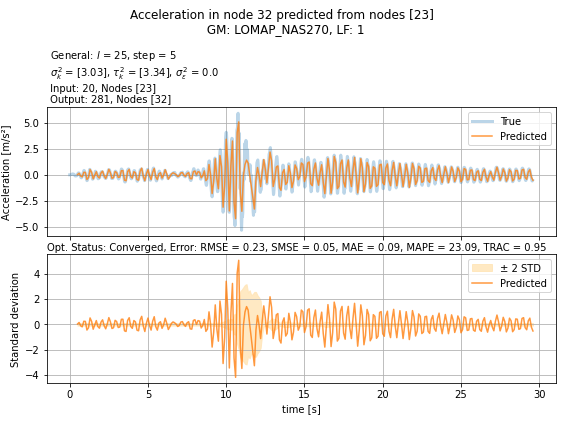 Acceleration in node 32 predicted from nodes [23]
GM: LOMAP_NAS270, LF: 1
General: l = 25, step = 5
σ²ₖ = [3.03], τ²ₖ = [3.34], σ²ε = 0.0
Input: 20, Nodes [23]
Output: 281, Nodes [32]
Acceleration [m/s²]
5.0
2.5
0.0
−2.5
−5.0
True
Predicted
Opt. Status: Converged, Error: RMSE = 0.23, SMSE = 0.05, MAE = 0.09, MAPE = 23.09, TRAC = 0.95
Standard deviation
4
2
0
−2
−4
± 2 STD
Predicted
0 5 10 15 20 25 30
time [s]